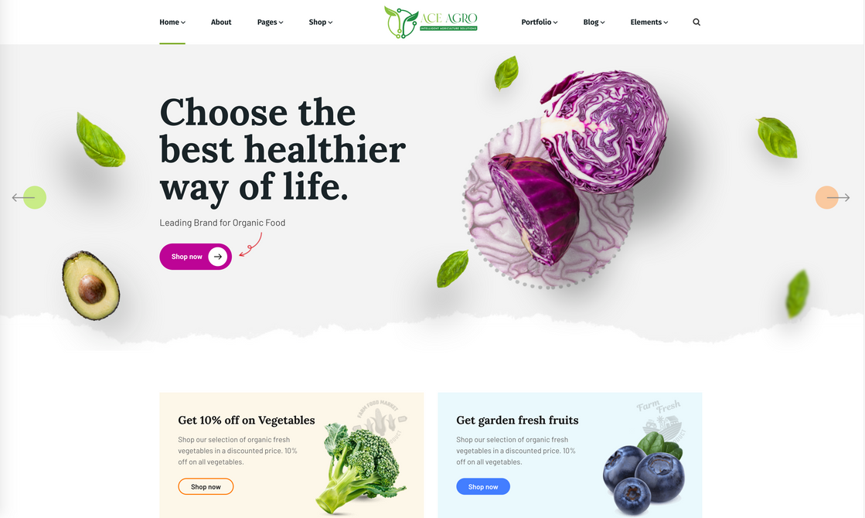 Home
About
Pages
Shop
ACE AGRO
Portfolio
Blog
Elements
Choose the
best healthier
way of life.
Leading Brand for Organic Food
Shop now
Get 10% off on Vegetables
FARM FOOD MARKET
Shop our selection of organic fresh
vegetables in a discounted price. 10%
off on all vegetables.
Shop now
Get garden fresh fruits
Farm
Fresh
Shop our selection of organic fresh
vegetables in a discounted price. 10%
off on all vegetables.
Shop now